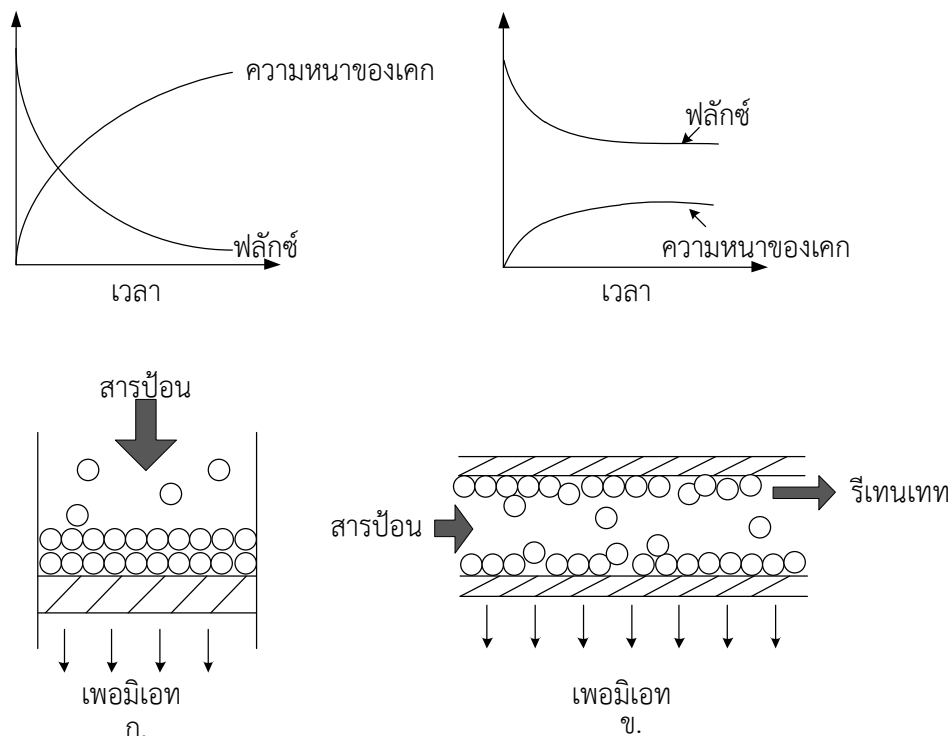 ความหนาของเคก
ฟลักซ์
เวลา
ฟลักซ์
ความหนาของเคก
เวลา
สารป้อน
เพอมิเอท
ก.
สารป้อน
รีเทนเทท
เพอมิเอท
ข.